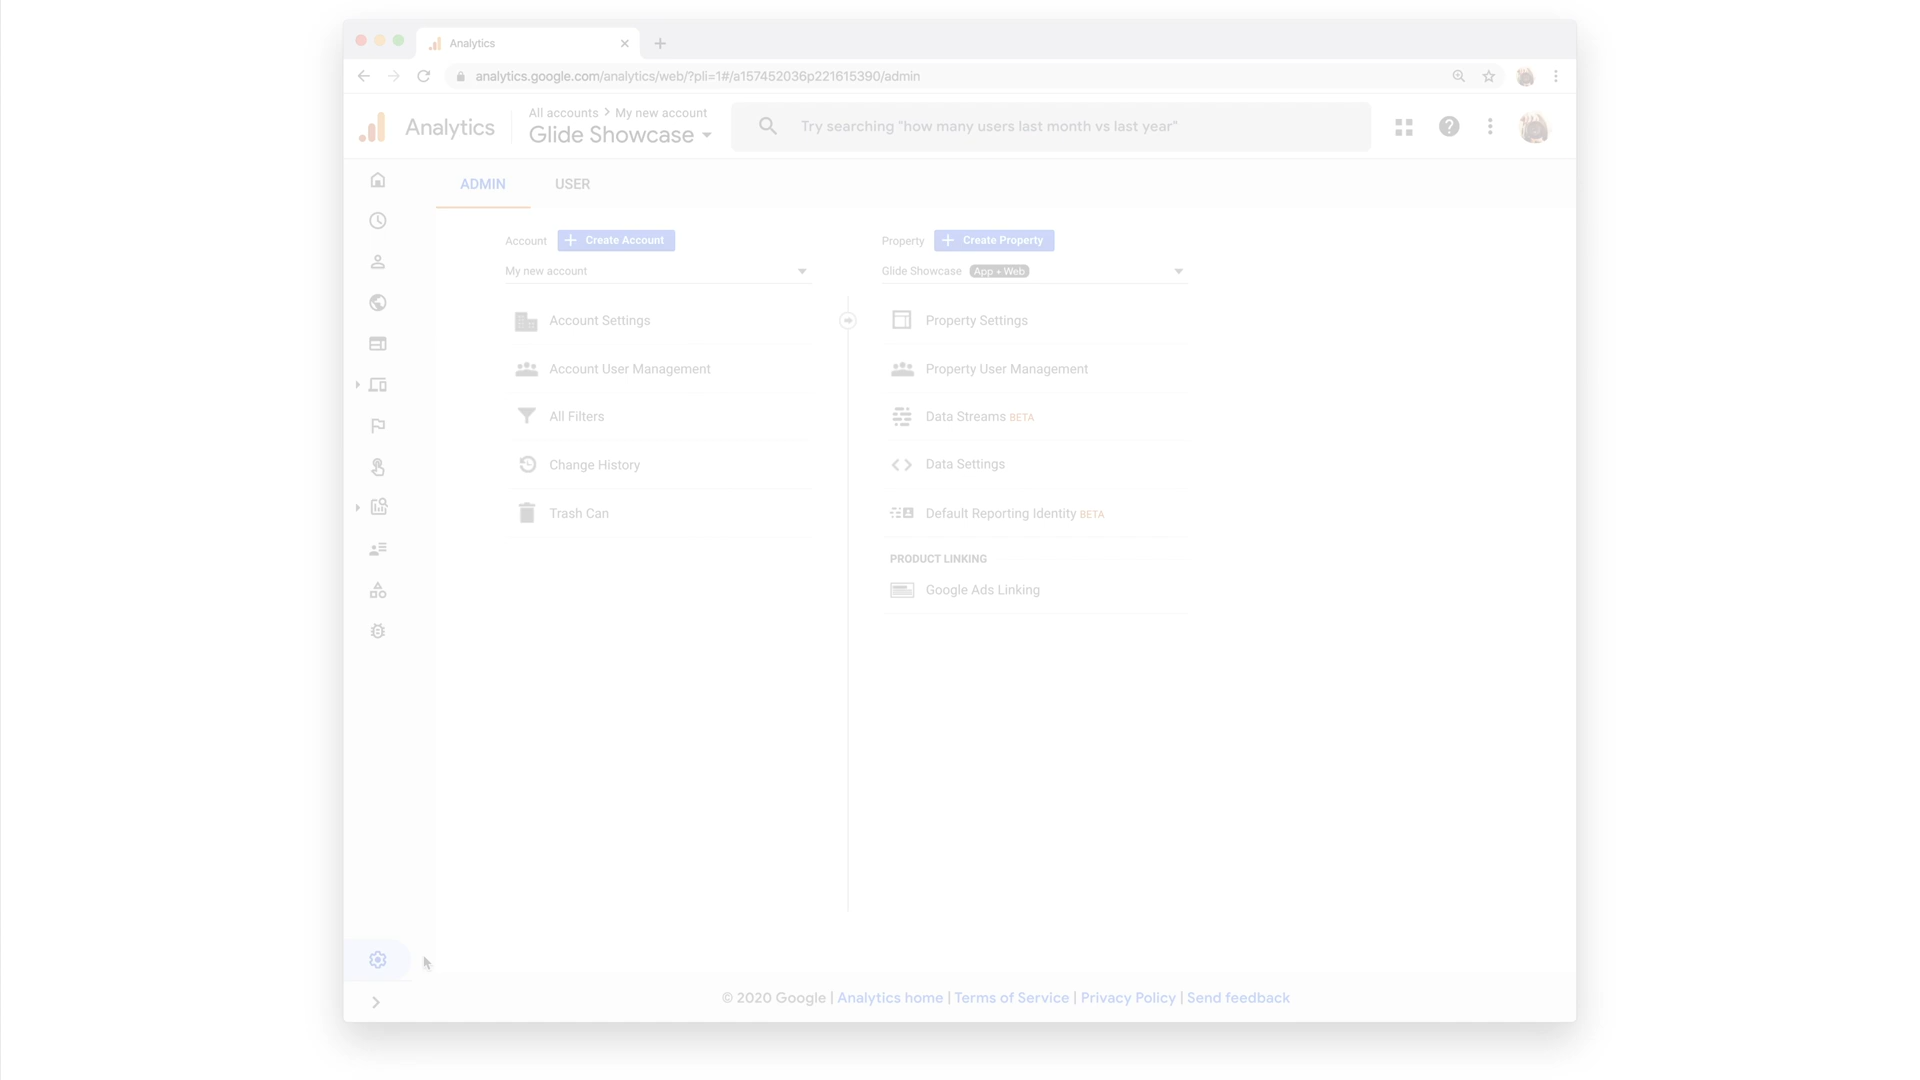 Analytics
analytics.google.com/analytics/web/?pli=1#/a157452036p221615390/admin
Analytics
All accounts > My new account
Glide Showcase
Try searching "how many users last month vs last year"
ADMIN
USER
Account
Create Account
My new account
Account Settings
Account User Management
All Filters
Change History
Trash Can
Property
Create Property
Glide Showcase App + Web
Property Settings
Property User Management
Data Streams BETA
Data Settings
Default Reporting Identity BETA
PRODUCT LINKING
Google Ads Linking
© 2020 Google | Analytics home | Terms of Service | Privacy Policy | Send feedback